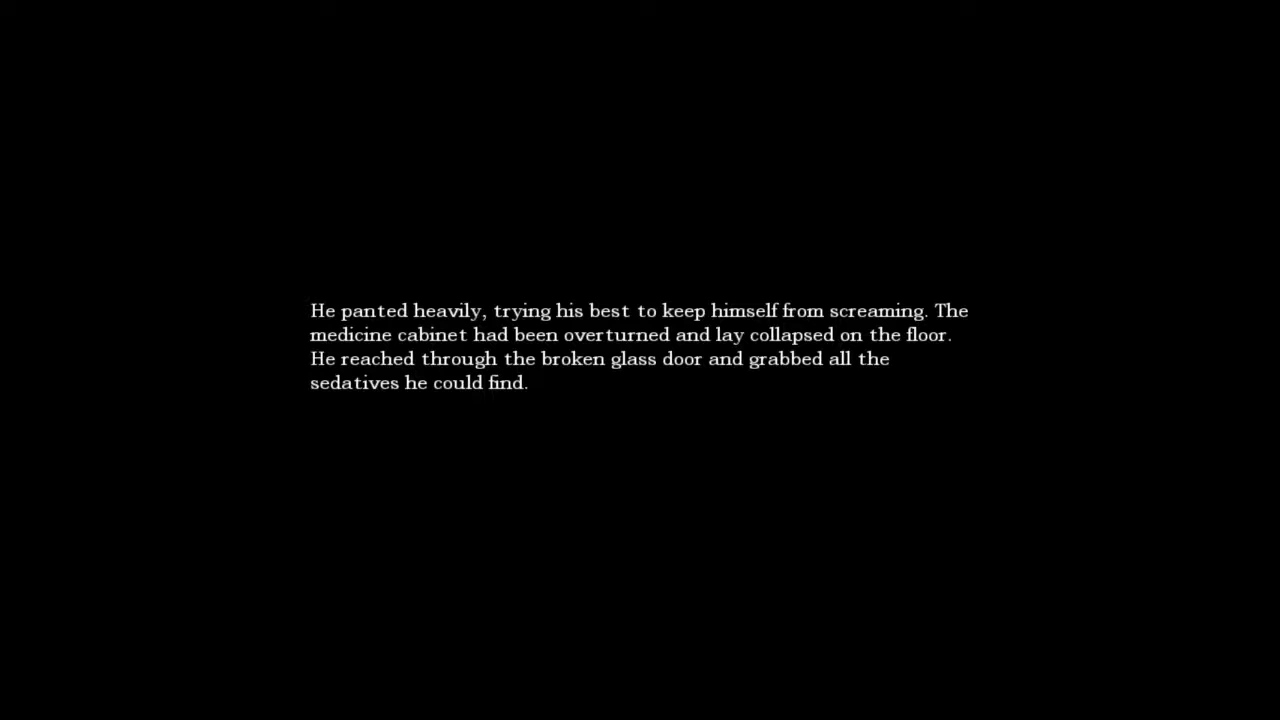 He panted heavily, trying his best to keep himself from screaming. The
medicine cabinet had been overturned and lay collapsed on the floor.
He reached through the broken glass door and grabbed all the
sedatives he could find.